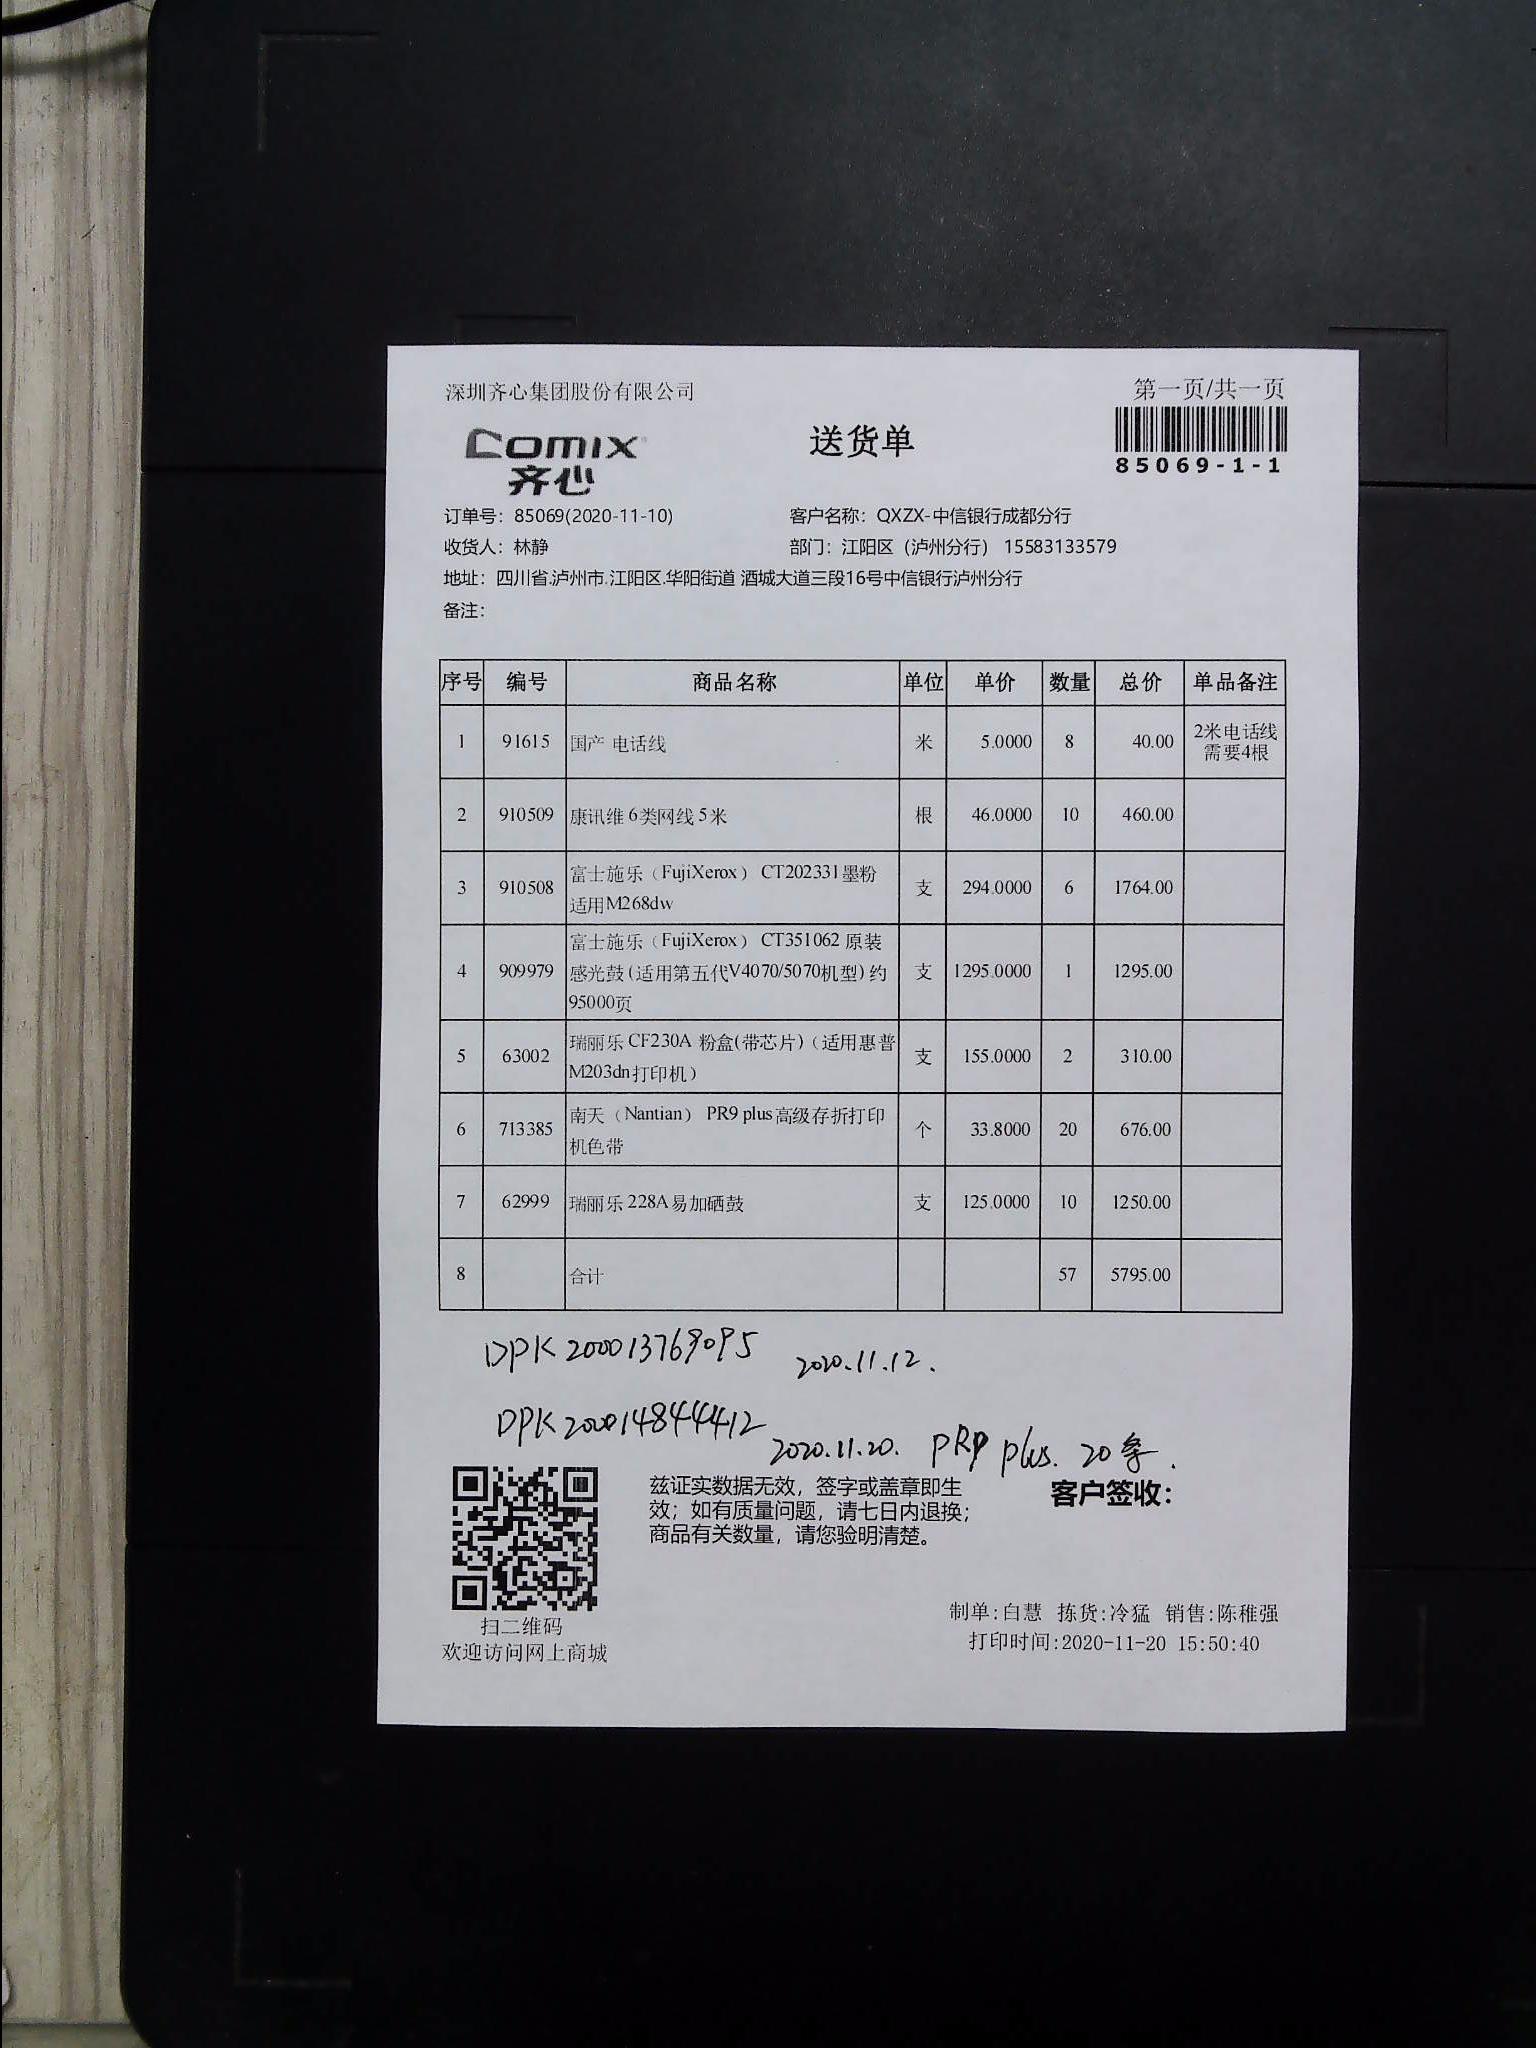 深圳齐心集团股份有限公司
第一页/共一页
comix
齐心
送货单
85069-1-1
订单号：85069(2020-11-10)
客户名称：QXZX-中信银行成都分行
收货人：林静
部门：江阳区（泸州分行） 15583133579
地址：四川省.泸州市.江阳区.华阳街道 酒城大道三段16号中信银行泸州分行
备注：
序号 编号 商品名称 单位 单价 数量 总价 单品备注
1 91615 国产 电话线 米 5.0000 8 40.00 2米电话线
需要4根
2 910509 康讯维 6类网线 5米 根 46.0000 10 460.00
3 910508 富士施乐（FujiXerox） CT202331墨粉 支 294.0000 6 1764.00
适用M268dw
富士施乐（FujiXerox） CT351062 原装
4 909979 感光鼓(适用第五代V4070/5070机型) 约 支 1295.0000 1 1295.00
95000页
5 63002 瑞丽乐 CF230A 粉盒(带芯片)（适用惠普 支 155.0000 2 310.00
M203dn打印机）
6 713385 南天（Nantian） PR9 plus高级存折打印 个 33.8000 20 676.00
机色带
7 62999 瑞丽乐 228A易加硒鼓 支 125.0000 10 1250.00
8 合计 57 5795.00
DPK200013769095 2020.11.12.
DPK200014844412
2020.11.20. PR9 plus. 20条.
兹证实数据无效，签字或盖章即生
效；如有质量问题，请七日内退换；
商品有关数量，请您验明清楚。
客户签收：
扫二维码
欢迎访问网上商城
制单:白慧 拣货:冷猛 销售:陈稚强
打印时间:2020-11-20 15:50:40